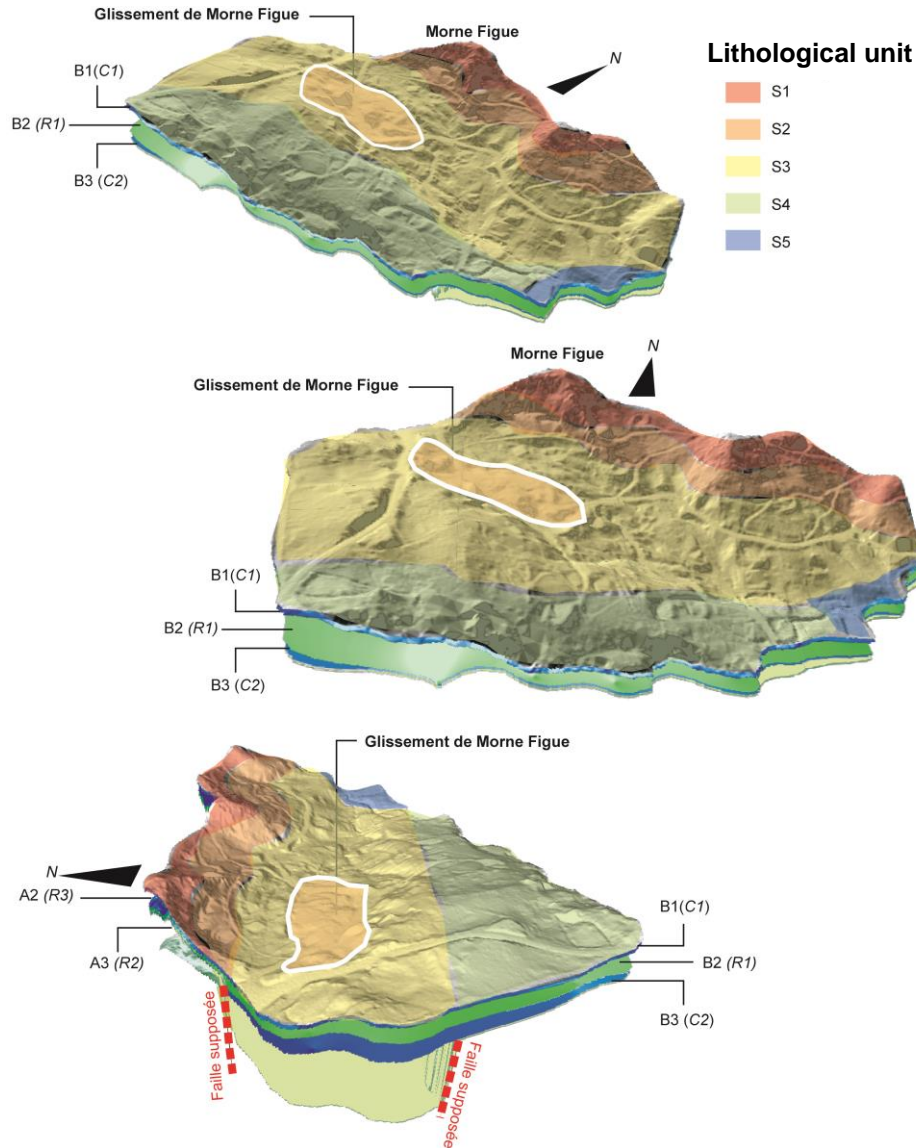 Glissement de Morne Figue
Morne Figue
N
Lithological unit
S1
S2
S3
S4
S5
B1(C1)
B2 (R1)
B3 (C2)
Morne Figue
N
Glissement de Morne Figue
B1(C1)
B2 (R1)
B3 (C2)
Glissement de Morne Figue
N
A2 (R3)
A3 (R2)
B1(C1)
B2 (R1)
B3 (C2)
Faille supposée
Faille supposée